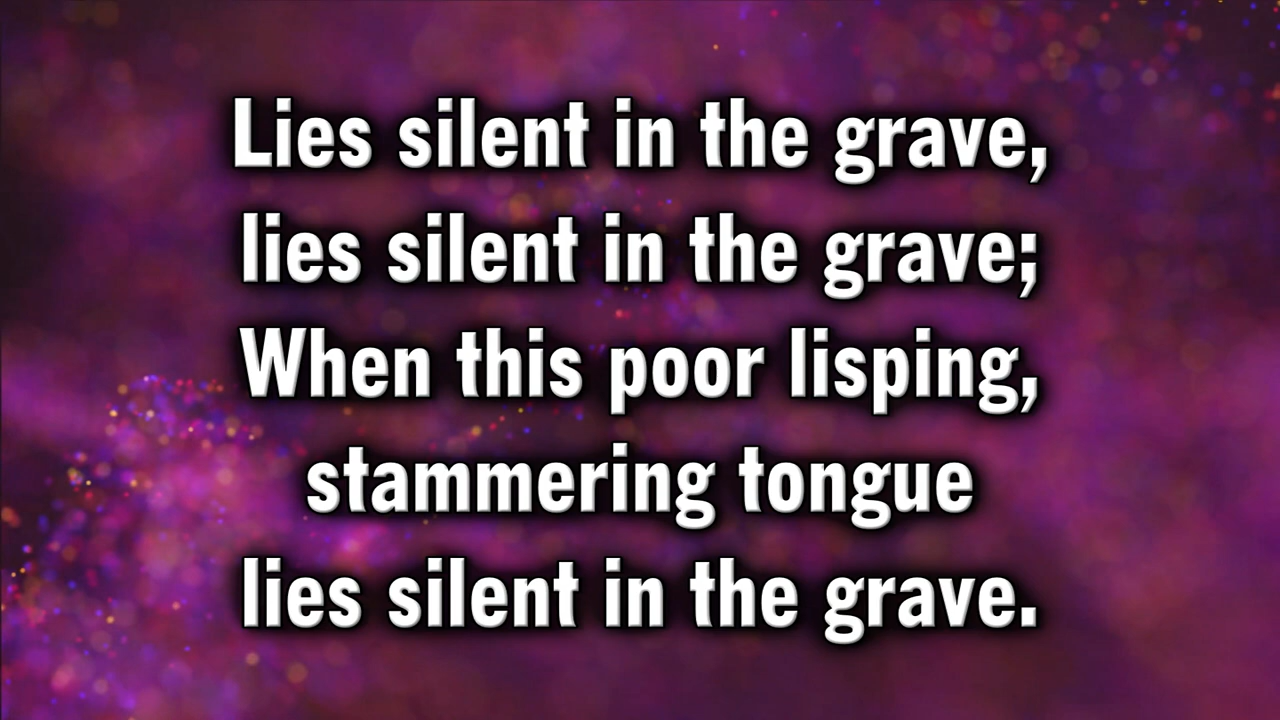 Lies silent in the grave,
lies silent in the grave;
When this poor lisping,
stammering tongue
lies silent in the grave.